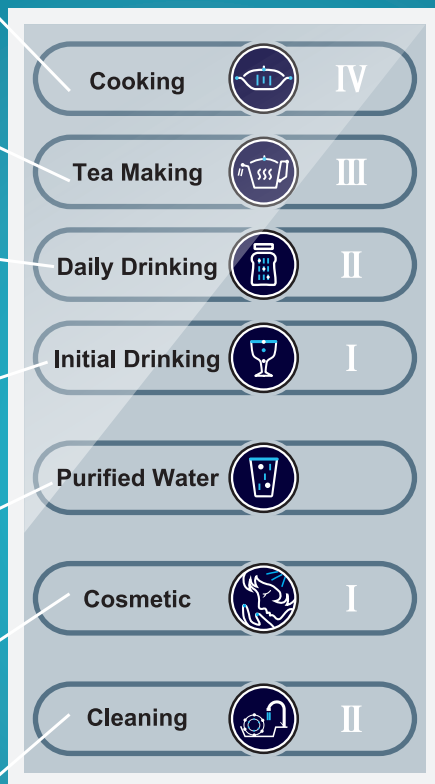 Cooking IV
Tea Making III
Daily Drinking II
Initial Drinking I
Purified Water
Cosmetic I
Cleaning II